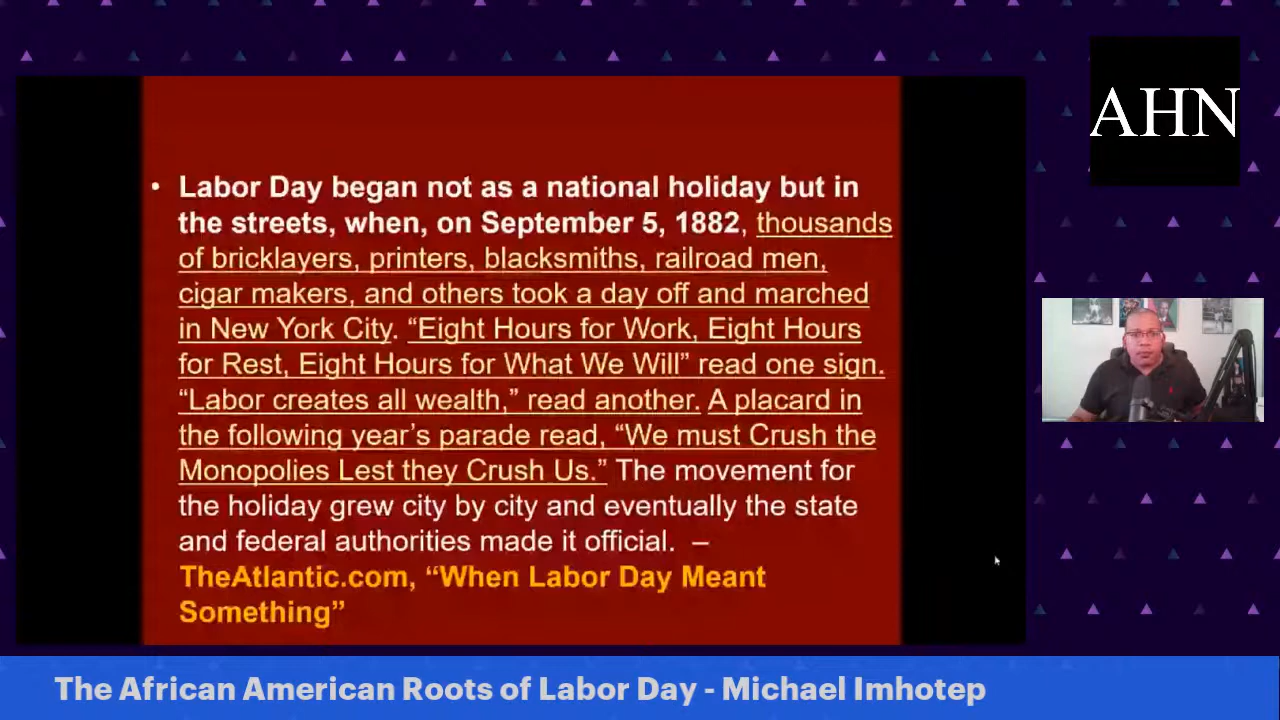 AHN
• Labor Day began not as a national holiday but in
the streets, when, on September 5, 1882, thousands
of bricklayers, printers, blacksmiths, railroad men,
cigar makers, and others took a day off and marched
in New York City. “Eight Hours for Work, Eight Hours
for Rest, Eight Hours for What We Will” read one sign.
“Labor creates all wealth,” read another. A placard in
the following year’s parade read, “We must Crush the
Monopolies Lest they Crush Us.” The movement for
the holiday grew city by city and eventually the state
and federal authorities made it official. –
TheAtlantic.com, “When Labor Day Meant
Something”
The African American Roots of Labor Day - Michael Imhotep